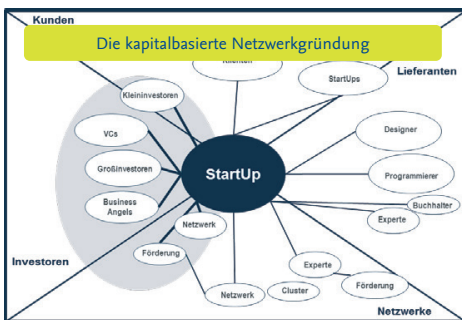 Kunden
Die kapitalbasierte Netzwerkgründung
StartUps
Lieferanten
Kleininvestoren
VCs
Designer
Großinvestoren
StartUp
Programmierer
Business
Angels
Buchhalter
Experte
Netzwerk
Förderung
Investoren
Experte
Förderung
Netzwerk
Cluster
Netzwerke